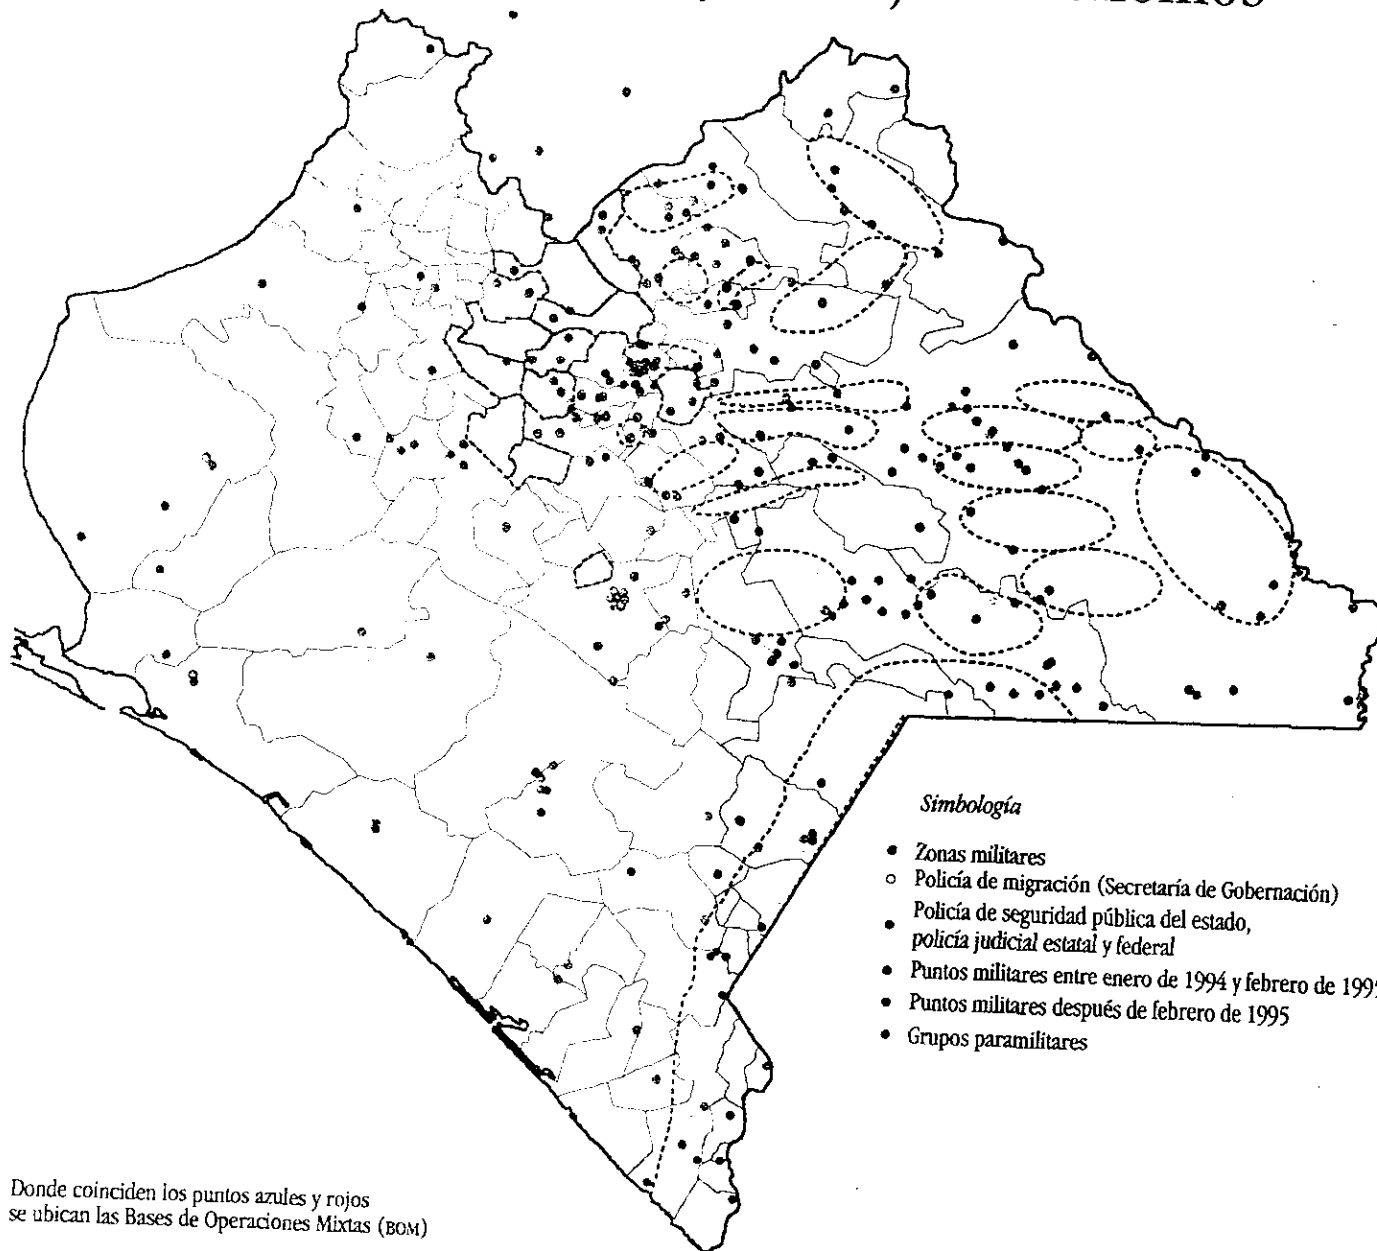 Simbología
Zonas militares
Policía de migración (Secretaría de Gobernación)
Policía de seguridad pública del estado,
policía judicial estatal y federal
Puntos militares entre enero de 1994 y febrero de 1995
Puntos militares después de febrero de 1995
Grupos paramilitares
Donde coinciden los puntos azules y rojos
se ubican las Bases de Operaciones Mixtas (BOM)